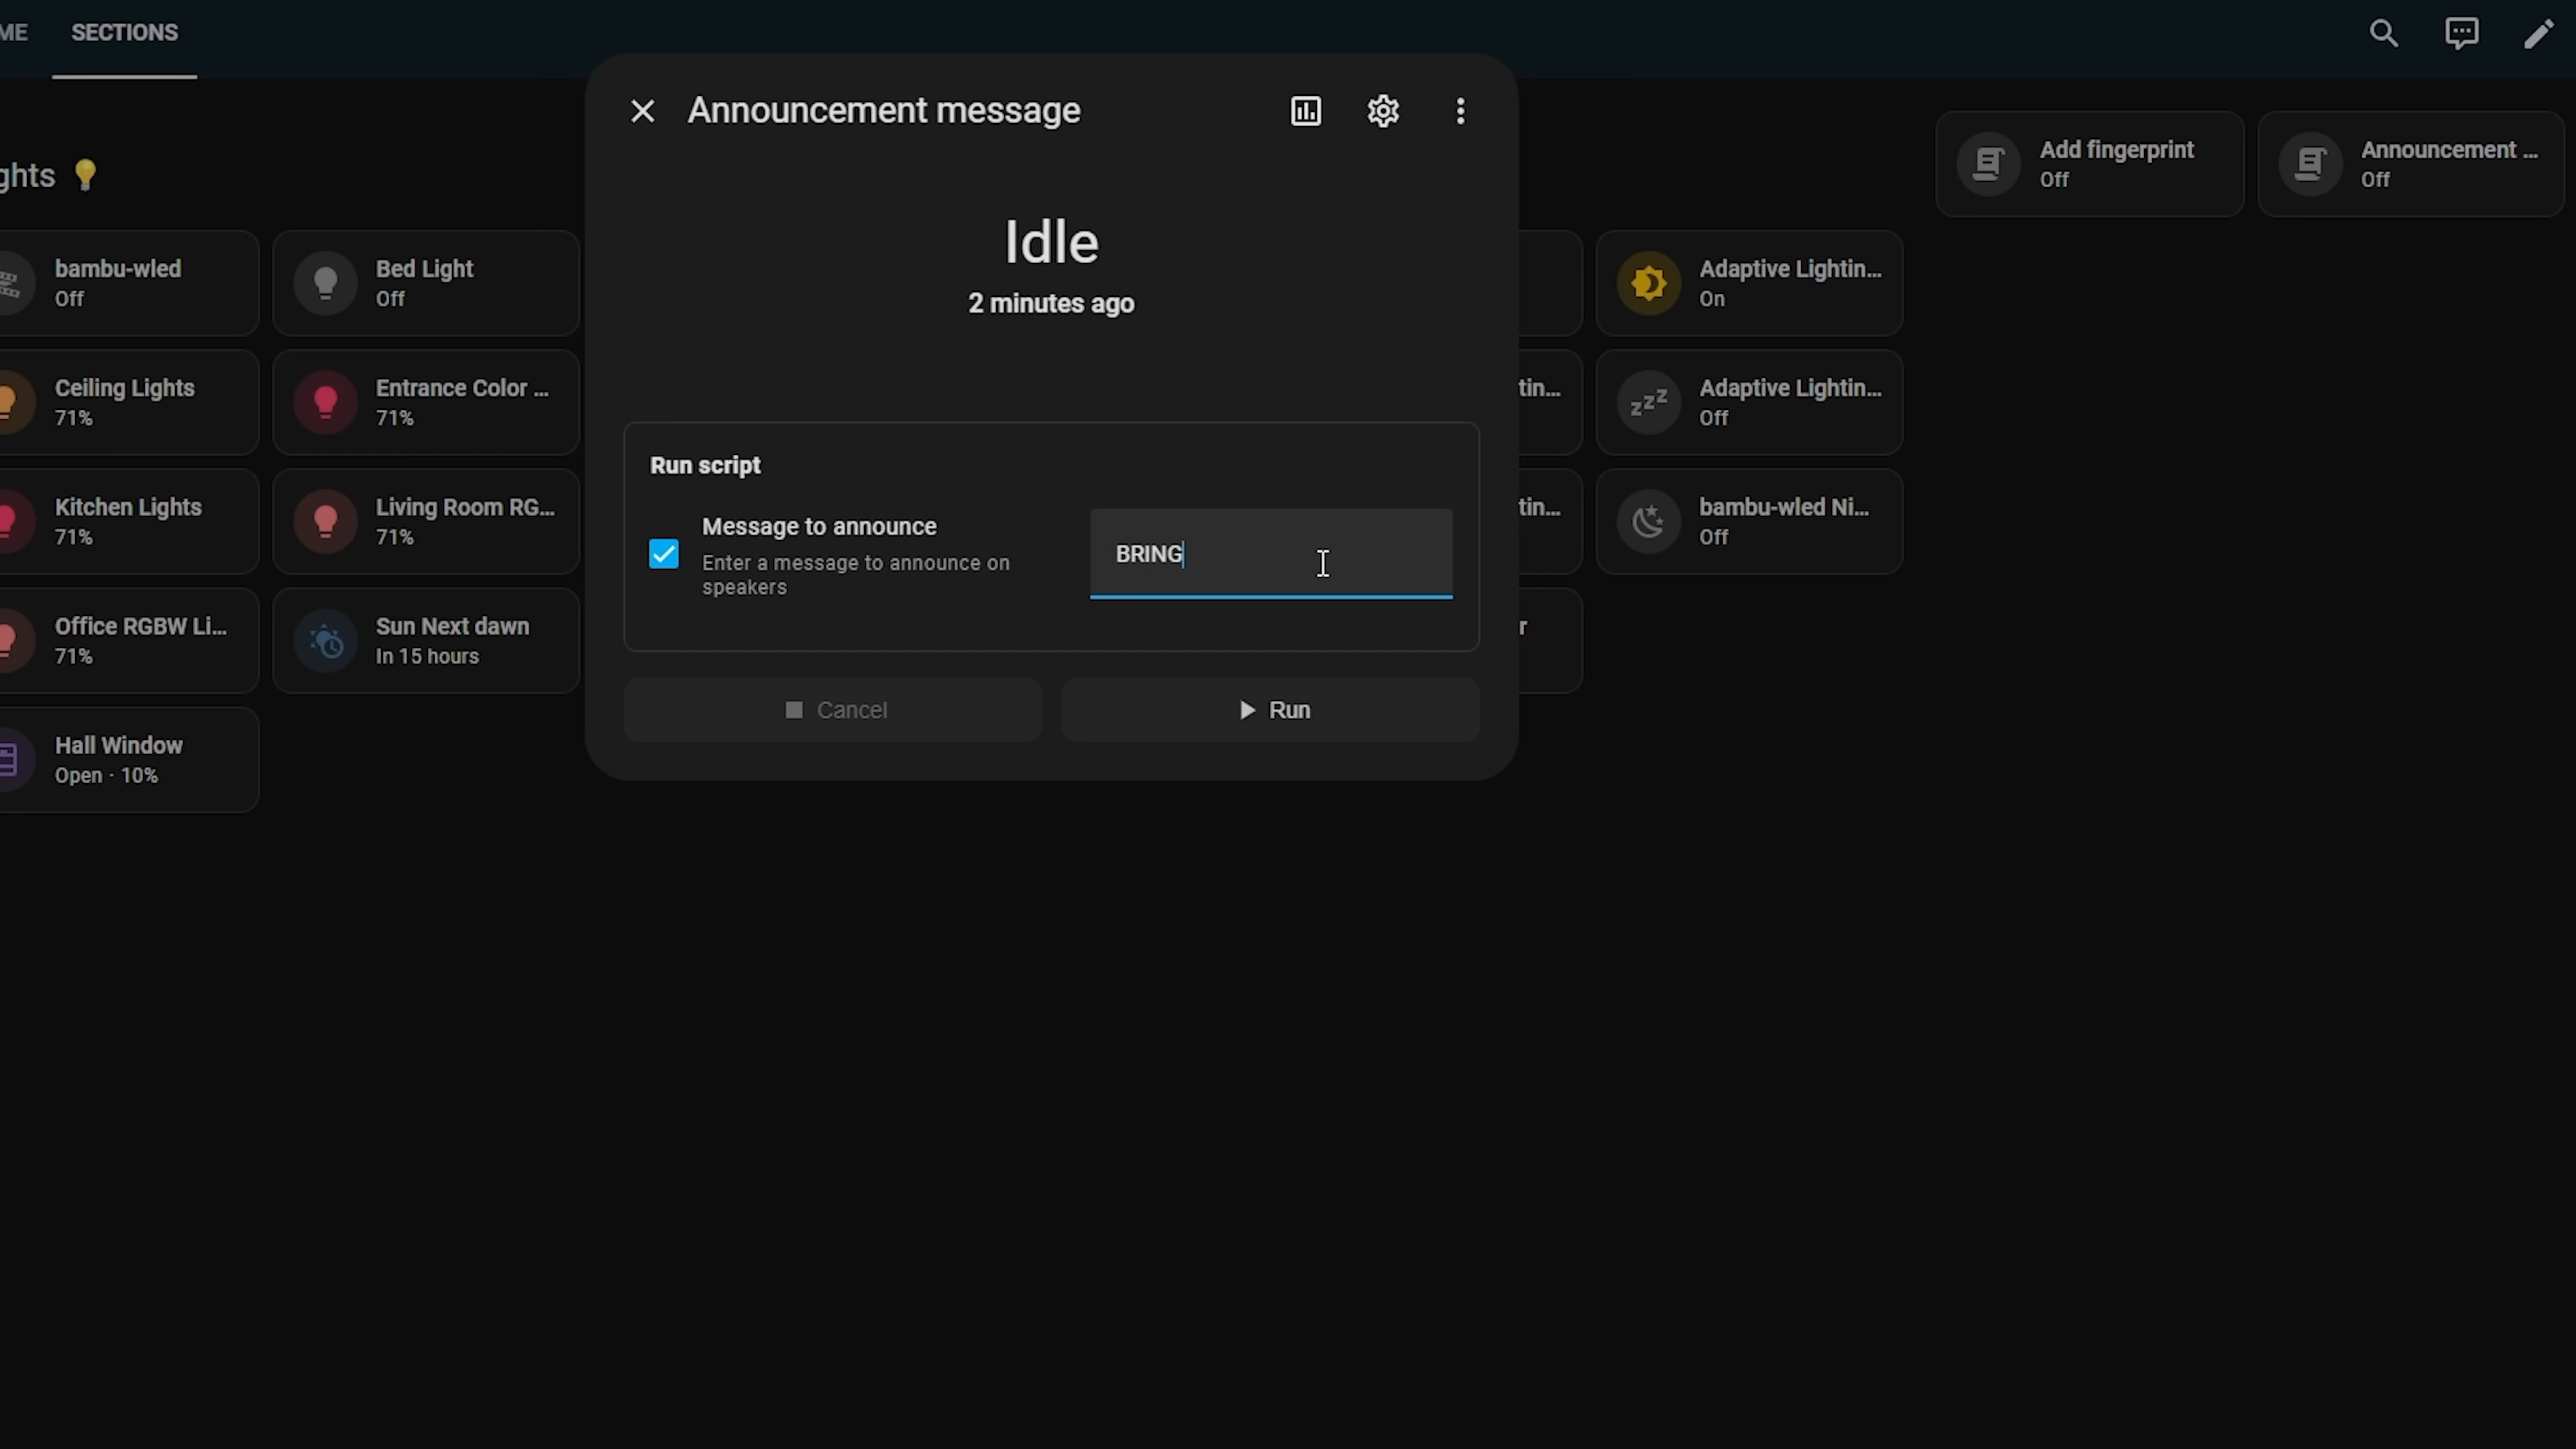 ME
SECTIONS
Announcement message
Idle
2 minutes ago
Run script
Message to announce
Enter a message to announce on
speakers
BRING
Cancel
Run
ghts
bambu-wled
Off
Bed Light
Off
Ceiling Lights
71%
Entrance Color ...
71%
Kitchen Lights
71%
Living Room RG...
71%
Office RGBW Li...
71%
Sun Next dawn
In 15 hours
Hall Window
Open · 10%
tin...
tin...
r
Adaptive Lightin...
On
Adaptive Lightin...
Off
bambu-wled Ni...
Off
Add fingerprint
Off
Announcement ...
Off